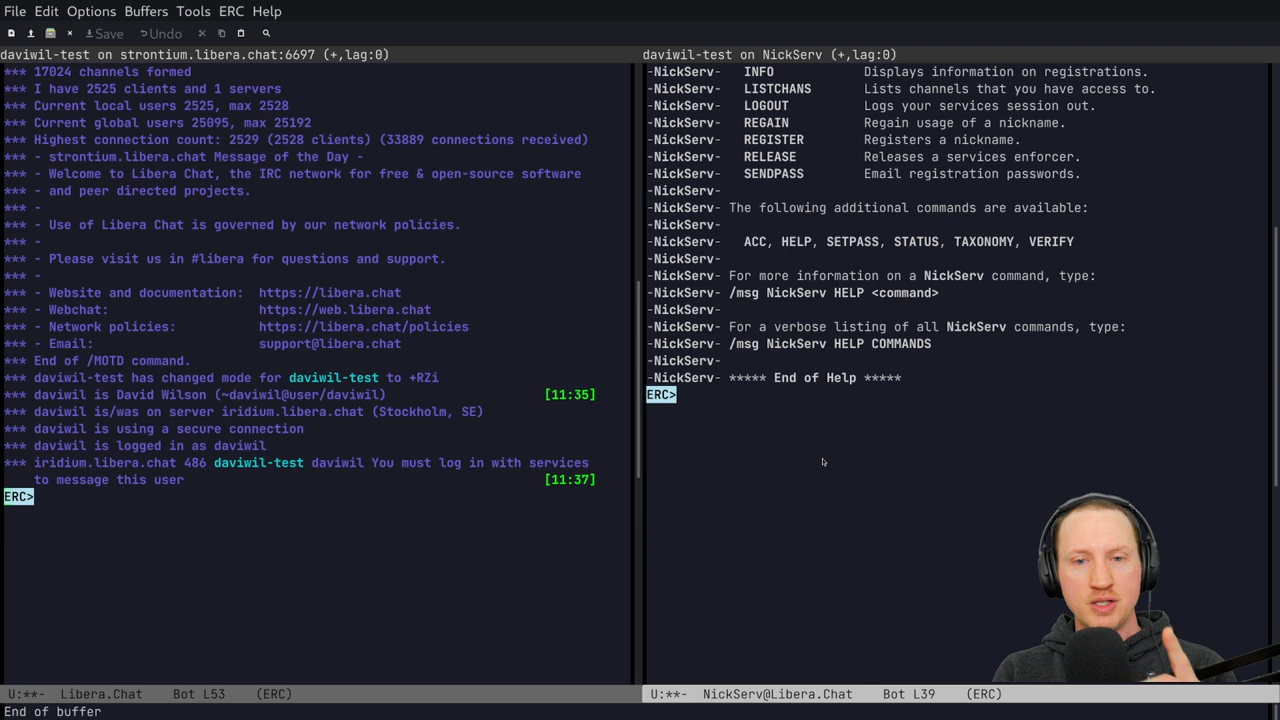 File Edit Options Buffers Tools ERC Help
Save Undo
daviwil-test on strontium.libera.chat:6697 (+,lag:0)
*** 17024 channels formed
*** I have 2525 clients and 1 servers
*** Current local users 2525, max 2528
*** Current global users 25095, max 25192
*** Highest connection count: 2529 (2528 clients) (33889 connections received)
*** - strontium.libera.chat Message of the Day -
*** - Welcome to Libera Chat, the IRC network for free & open-source software
*** - and peer directed projects.
*** -
*** - Use of Libera Chat is governed by our network policies.
*** -
*** - Please visit us in #libera for questions and support.
*** -
*** - Website and documentation: https://libera.chat
*** - Webchat: https://web.libera.chat
*** - Network policies: https://libera.chat/policies
*** - Email: support@libera.chat
*** End of /MOTD command.
*** daviwil-test has changed mode for daviwil-test to +RZi
*** daviwil is David Wilson (~daviwil@user/daviwil) [11:35]
*** daviwil is/was on server iridium.libera.chat (Stockholm, SE)
*** daviwil is using a secure connection
*** daviwil is logged in as daviwil
*** iridium.libera.chat 486 daviwil-test daviwil You must log in with services
to message this user [11:37]
ERC>
U:**- Libera.Chat Bot L53 (ERC)
daviwil-test on NickServ (+,lag:0)
-NickServ- INFO Displays information on registrations.
-NickServ- LISTCHANS Lists channels that you have access to.
-NickServ- LOGOUT Logs your services session out.
-NickServ- REGAIN Regain usage of a nickname.
-NickServ- REGISTER Registers a nickname.
-NickServ- RELEASE Releases a services enforcer.
-NickServ- SENDPASS Email registration passwords.
-NickServ-
-NickServ- The following additional commands are available:
-NickServ-
-NickServ- ACC, HELP, SETPASS, STATUS, TAXONOMY, VERIFY
-NickServ-
-NickServ- For more information on a NickServ command, type:
-NickServ- /msg NickServ HELP <command>
-NickServ-
-NickServ- For a verbose listing of all NickServ commands, type:
-NickServ- /msg NickServ HELP COMMANDS
-NickServ-
-NickServ- ***** End of Help *****
ERC>
U:**- NickServ@Libera.Chat Bot L39 (ERC)
End of buffer